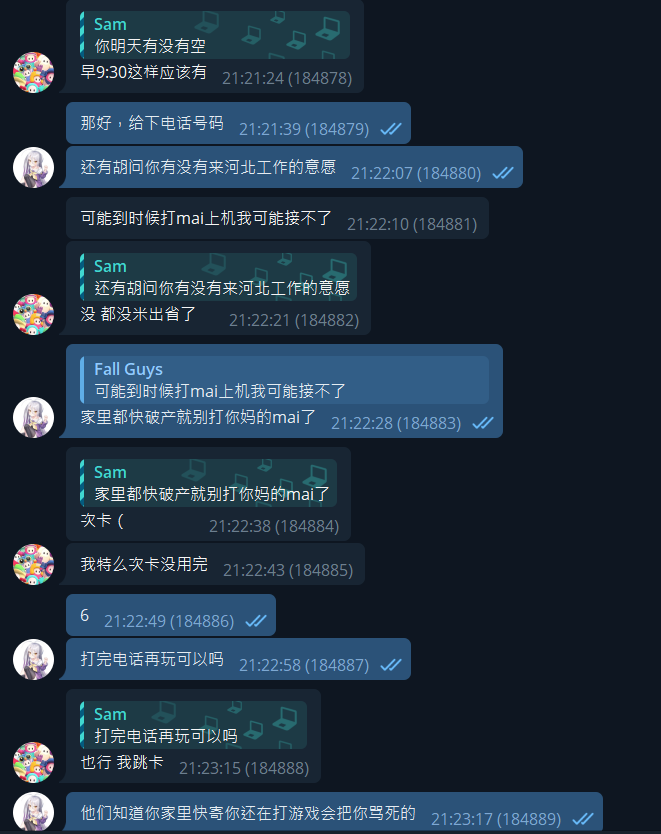 Sam
你明天有没有空
早9:30这样应该有 21:21:24 (184878)
那好，给下电话号码 21:21:39 (184879)
还有胡问你有没有来河北工作的意愿 21:22:07 (184880)
可能到时候打mai上机我可能接不了 21:22:10 (184881)
Sam
还有胡问你有没有来河北工作的意愿
没 都没米出省了 21:22:21 (184882)
Fall Guys
可能到时候打mai上机我可能接不了
家里都快破产就别打你妈的mai了 21:22:28 (184883)
Sam
家里都快破产就别打你妈的mai了
次卡（ 21:22:38 (184884)
我特么次卡没用完 21:22:43 (184885)
6 21:22:49 (184886)
打完电话再玩可以吗 21:22:58 (184887)
Sam
打完电话再玩可以吗
也行 我跳卡 21:23:15 (184888)
他们知道你家里快寄你还在打游戏会把你骂死的 21:23:17 (184889)